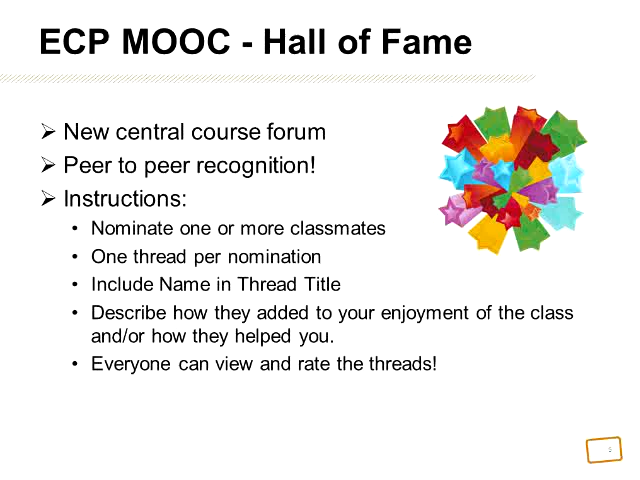 ECP MOOC - Hall of Fame
➢ New central course forum
➢ Peer to peer recognition!
➢ Instructions:
• Nominate one or more classmates
• One thread per nomination
• Include Name in Thread Title
• Describe how they added to your enjoyment of the class
and/or how they helped you.
• Everyone can view and rate the threads!